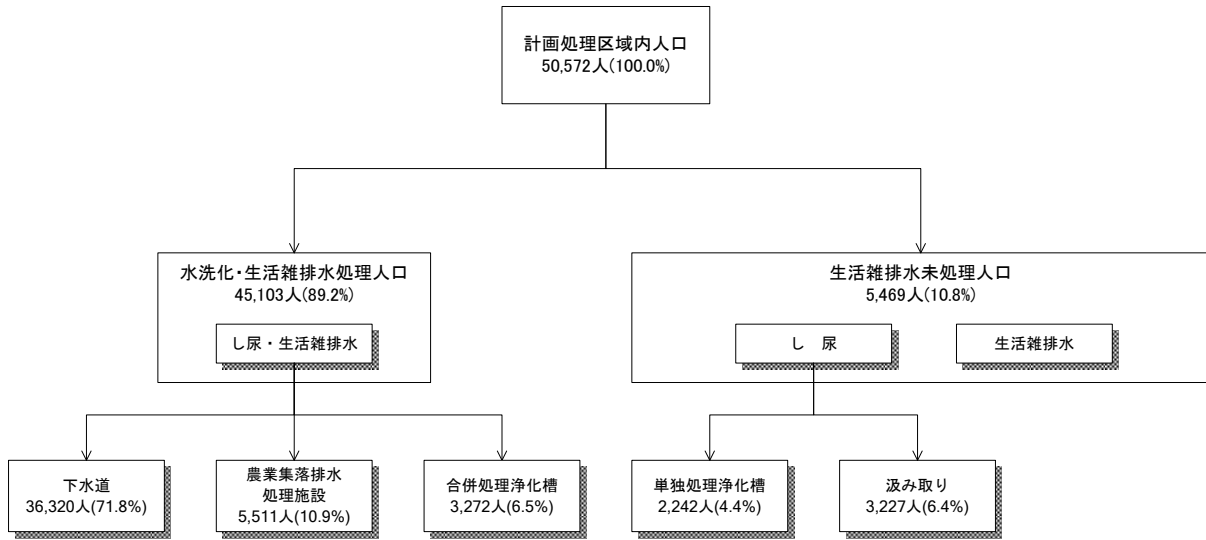 計画処理区域内人口
50,572人(100.0%)
水洗化・生活雑排水処理人口
45,103人(89.2%)
し尿・生活雑排水
生活雑排水未処理人口
5,469人(10.8%)
し　尿
生活雑排水
下水道
36,320人(71.8%)
農業集落排水
処理施設
5,511人(10.9%)
合併処理浄化槽
3,272人(6.5%)
単独処理浄化槽
2,242人(4.4%)
汲み取り
3,227人(6.4%)